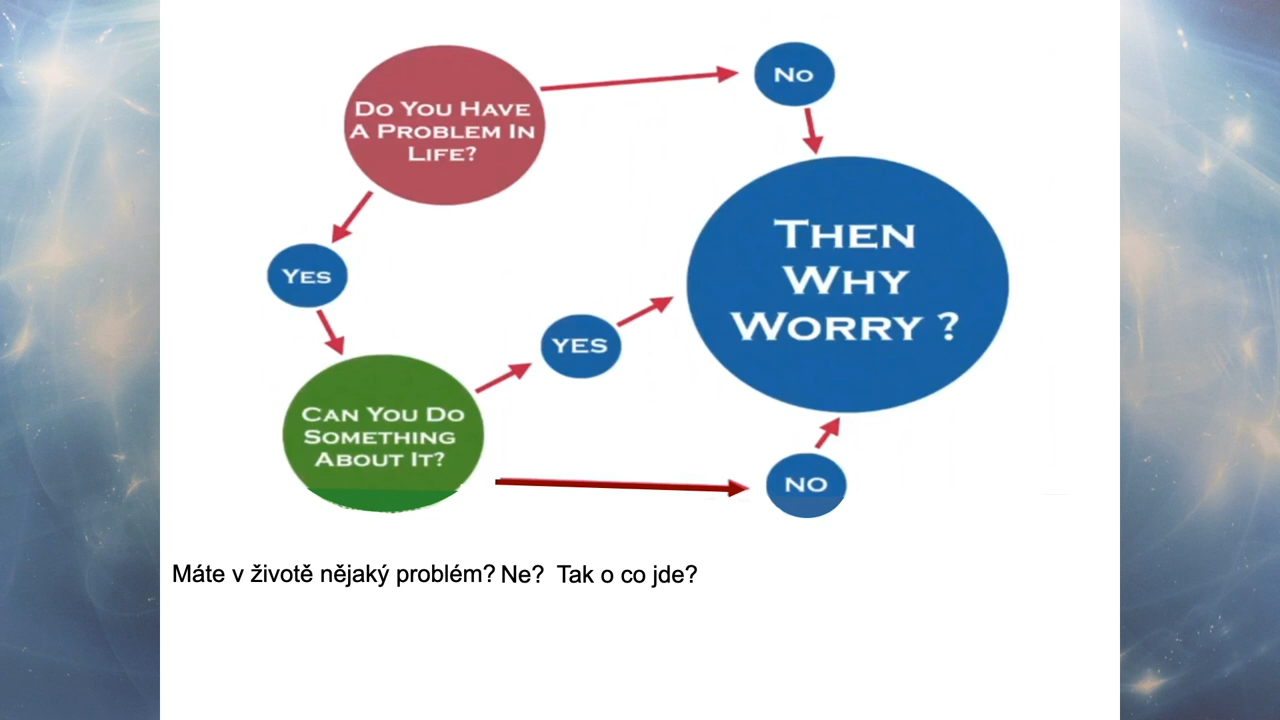 DO YOU HAVE
A PROBLEM IN
LIFE?
NO
YES
THEN
WHY
WORRY ?
YES
CAN YOU DO
SOMETHING
ABOUT IT?
NO
Máte v životě nějaký problém? Ne? Tak o co jde?